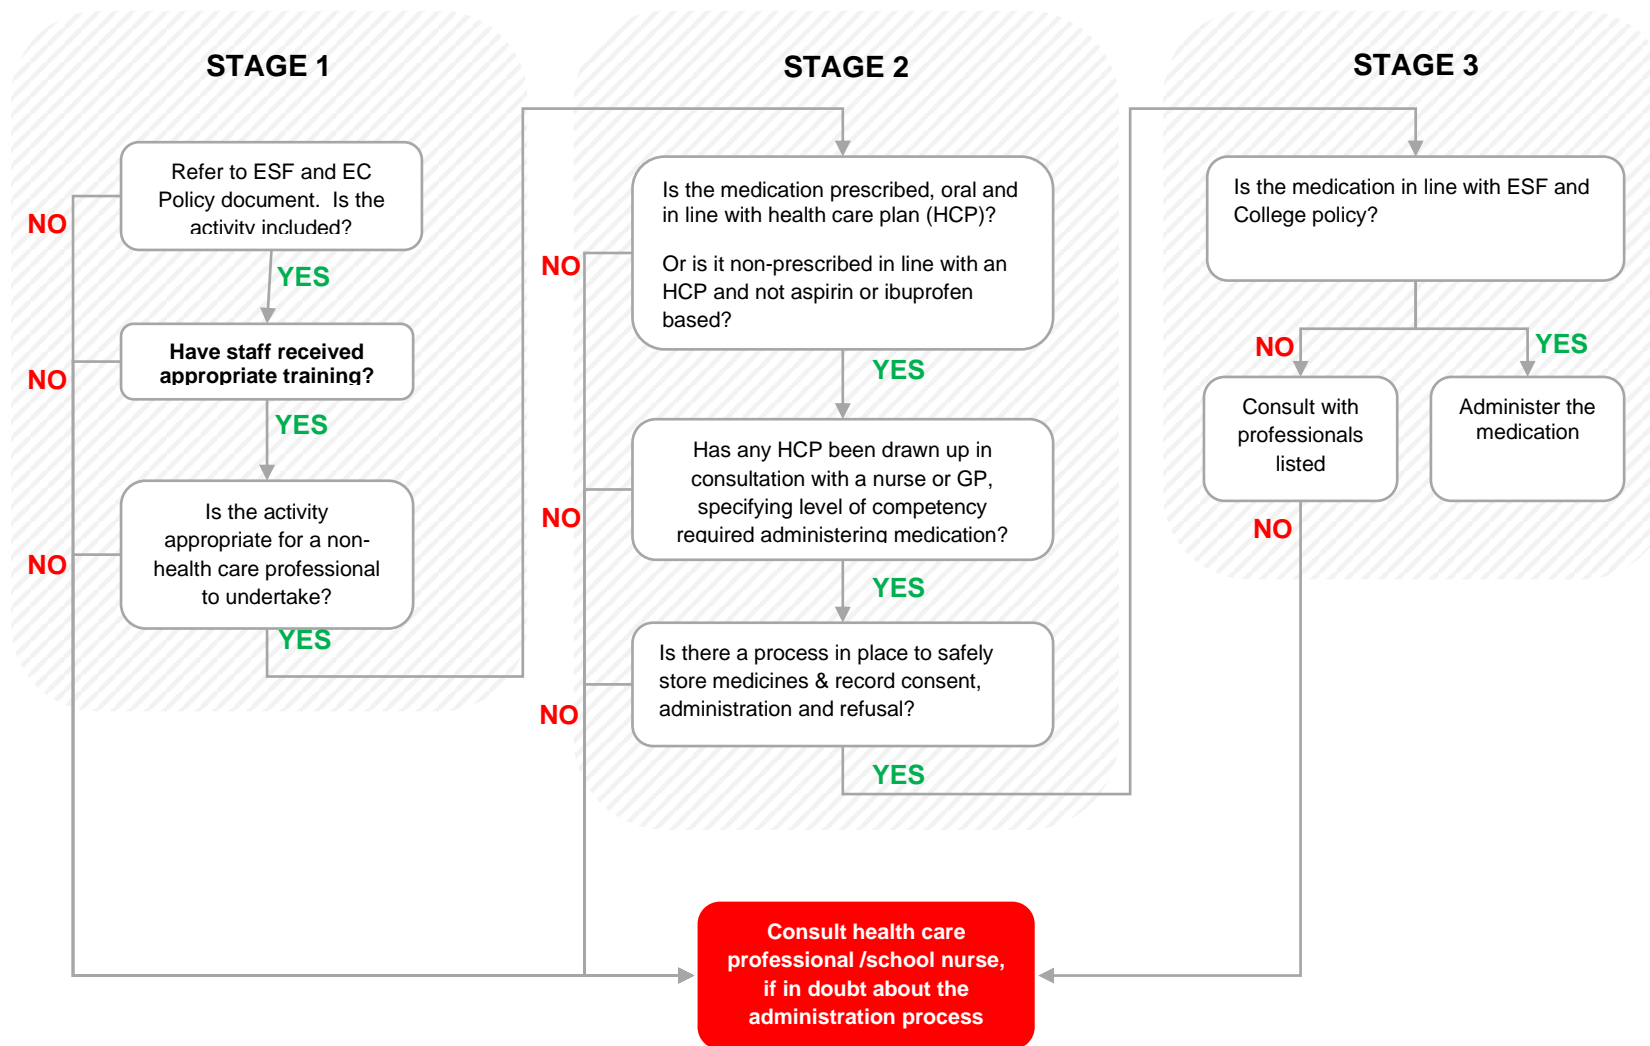 STAGE 1
Refer to ESF and EC
Policy document.  Is the
activity included?
NO
YES
Have staff received
appropriate training?
NO
YES
Is the activity
appropriate for a non-
health care professional
to undertake?
NO
YES
STAGE 2
Is the medication prescribed, oral and
in line with health care plan (HCP)?
Or is it non-prescribed in line with an
HCP and not aspirin or ibuprofen
based?
NO
YES
Has any HCP been drawn up in
consultation with a nurse or GP,
specifying level of competency
required administering medication?
NO
YES
Is there a process in place to safely
store medicines & record consent,
administration and refusal?
NO
YES
STAGE 3
Is the medication in line with ESF and
College policy?
NO
YES
Consult with
professionals
listed
Administer the
medication
NO
Consult health care
professional /school nurse,
if in doubt about the
administration process